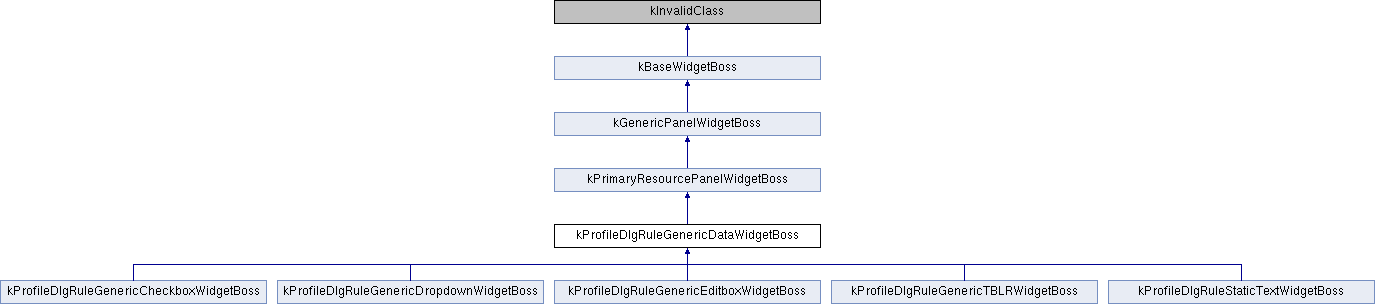 kInvalidClass
kBaseWidgetBoss
kGenericPanelWidgetBoss
kPrimaryResourcePanelWidgetBoss
kProfileDlgRuleGenericDataWidgetBoss
kProfileDlgRuleGenericCheckboxWidgetBoss
kProfileDlgRuleGenericDropdownWidgetBoss
kProfileDlgRuleGenericEditboxWidgetBoss
kProfileDlgRuleGenericTBLRWidgetBoss
kProfileDlgRuleStaticTextWidgetBoss